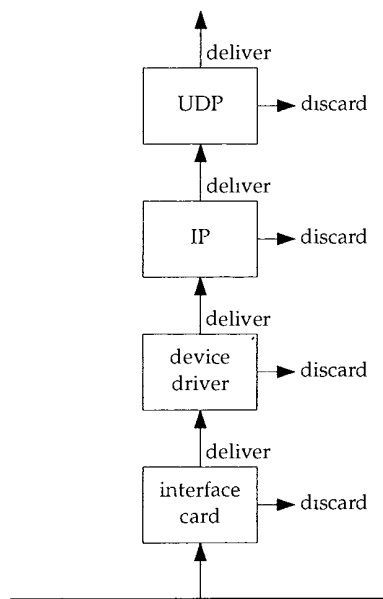 deliver
UDP
discard
deliver
IP
discard
deliver
device
driver
discard
deliver
interface
card
discard